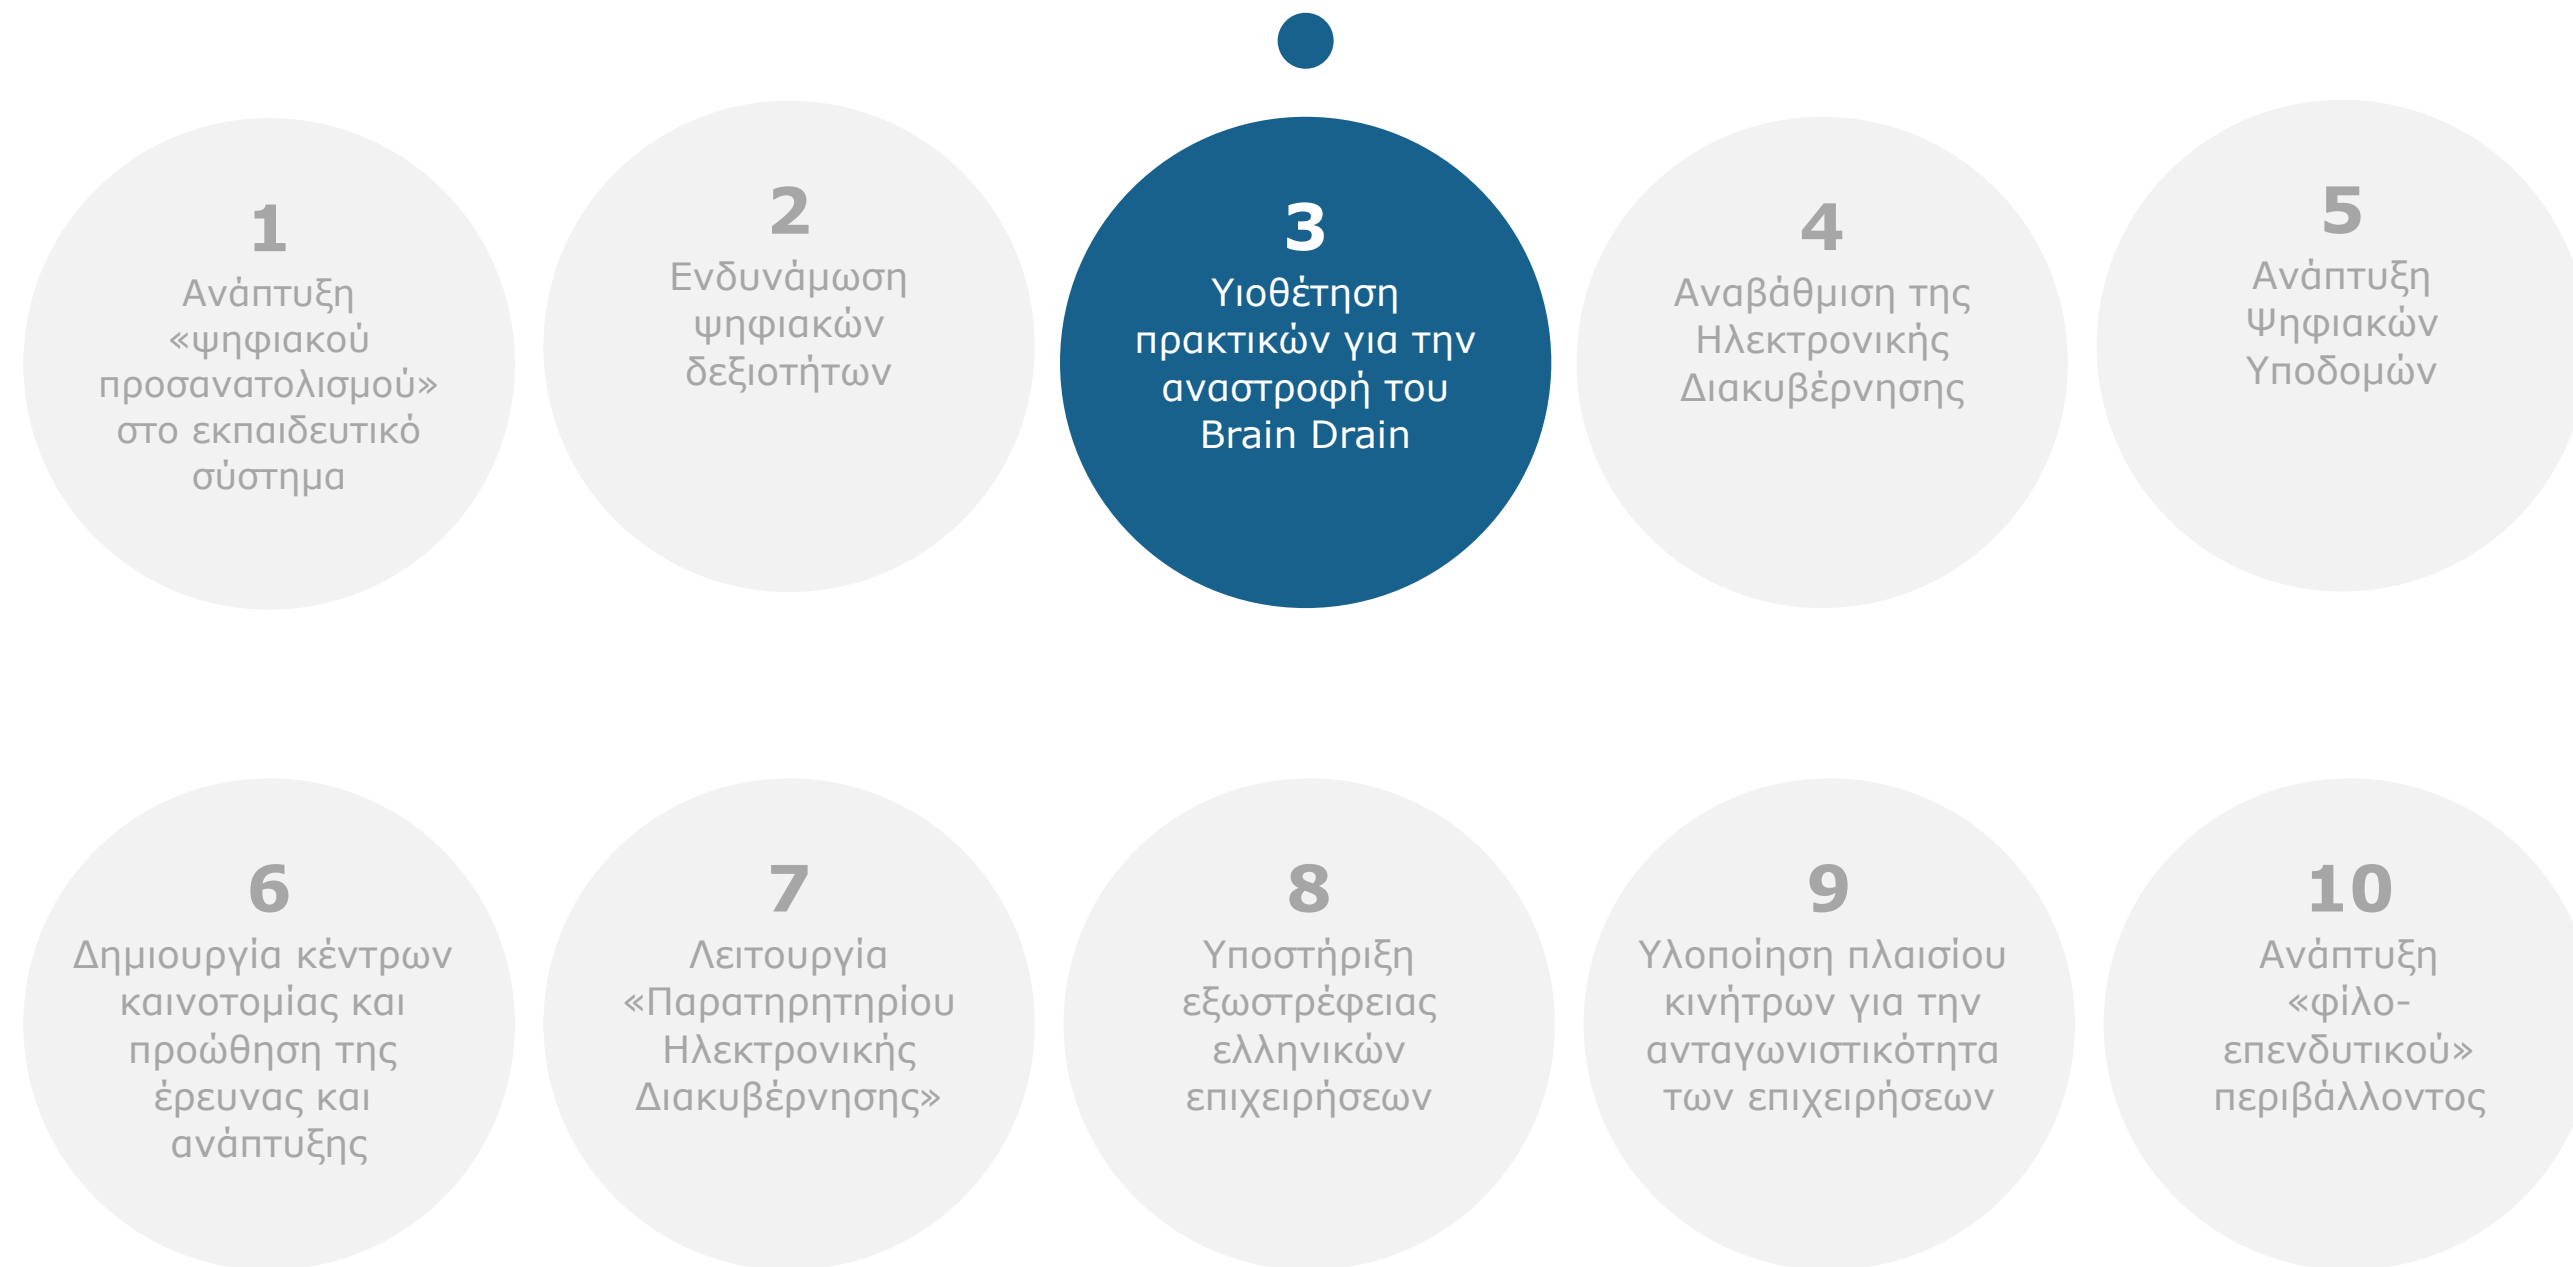 1
Ανάπτυξη
«ψηφιακού
προσανατολισμού»
στο εκπαιδευτικό
σύστημα
2
Ενδυνάμωση
ψηφιακών
δεξιοτήτων
3
Υιοθέτηση
πρακτικών για την
αναστροφή του
Brain Drain
4
Αναβάθμιση της
Ηλεκτρονικής
Διακυβέρνησης
5
Ανάπτυξη
Ψηφιακών
Υποδομών
6
Δημιουργία κέντρων
καινοτομίας και
προώθηση της
έρευνας και
ανάπτυξης
7
Λειτουργία
«Παρατηρητηρίου
Ηλεκτρονικής
Διακυβέρνησης»
8
Υποστήριξη
εξωστρέφειας
ελληνικών
επιχειρήσεων
9
Υλοποίηση πλαισίου
κινήτρων για την
ανταγωνιστικότητα
των επιχειρήσεων
10
Ανάπτυξη
«φίλο-
επενδυτικού»
περιβάλλοντος